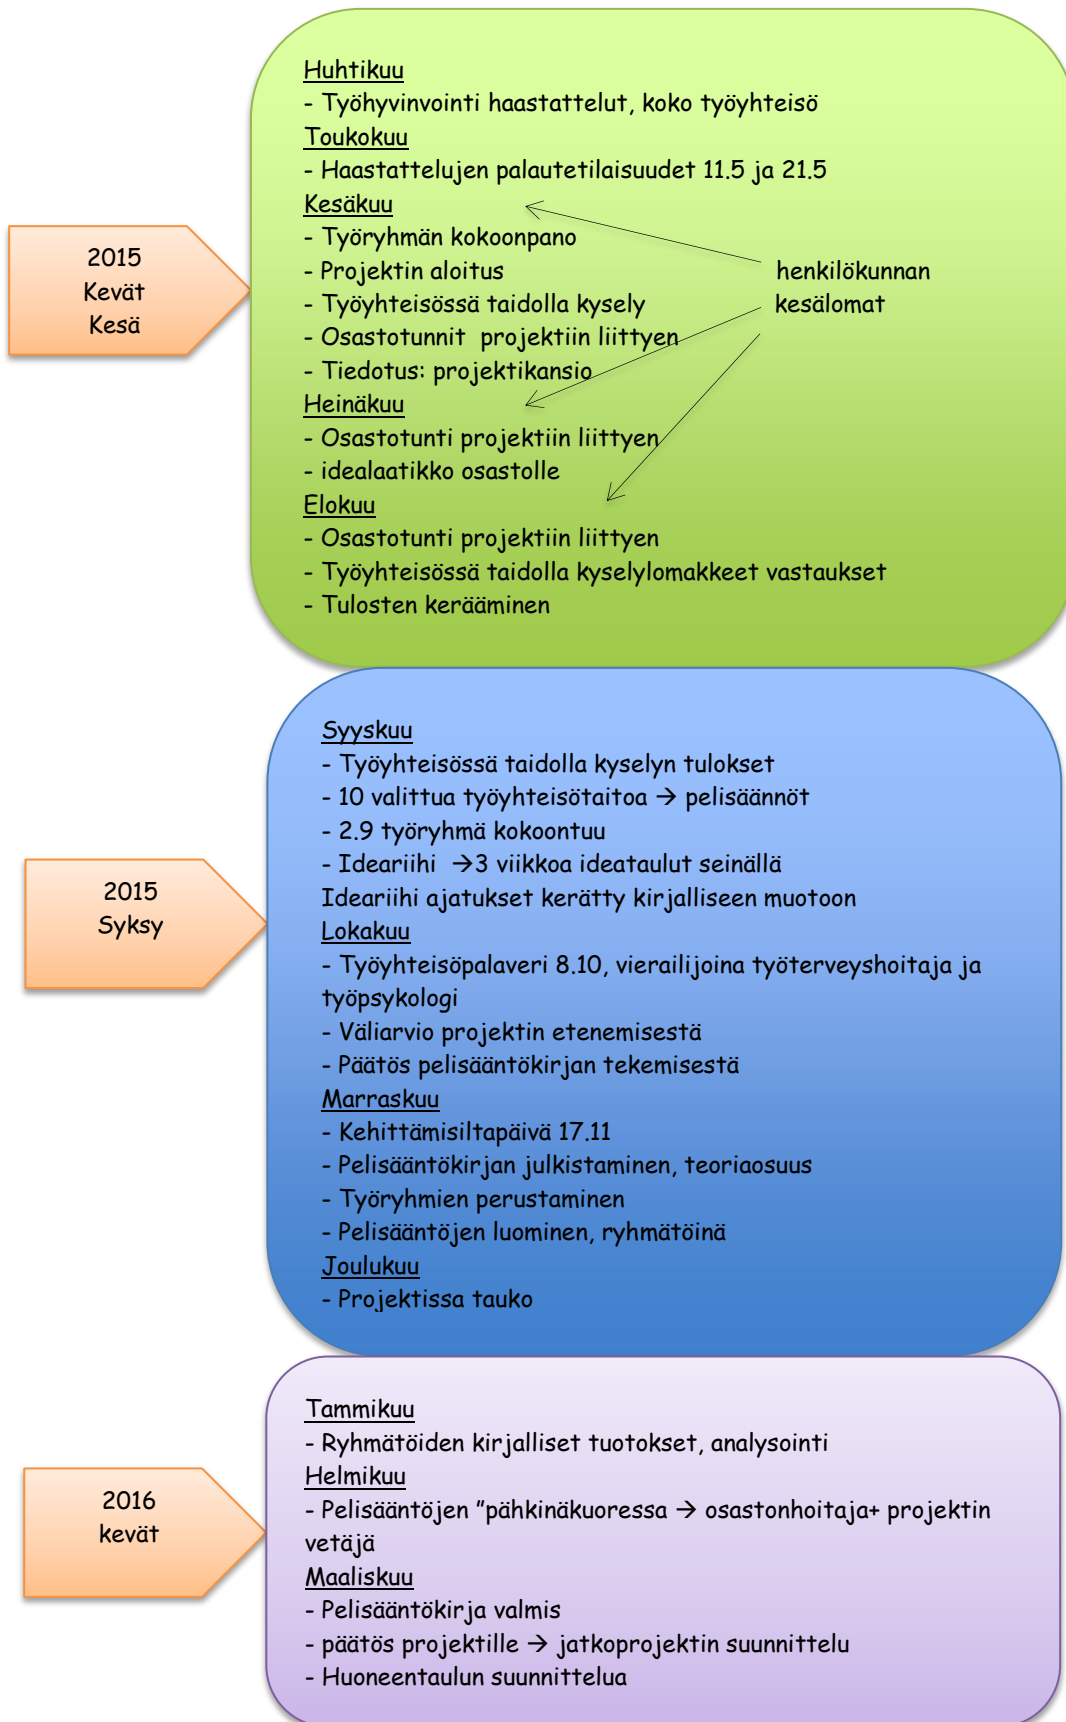 2015
Kevät
Kesä
Huhtikuu
- Työhyvinvointi haastattelut, koko työyhteisö
Toukokuu
- Haastattelujen palautetilaisuudet 11.5 ja 21.5
Kesäkuu
- Työryhmän kokoonpano
- Projektin aloitus
- Työyhteisössä taidolla kysely
- Osastotunnit projektiin liittyen
- Tiedotus: projektikansio
henkilökunnan
kesälomat
Heinäkuu
- Osastotunti projektiin liittyen
- idealaatikko osastolle
Elokuu
- Osastotunti projektiin liittyen
- Työyhteisössä taidolla kyselylomakkeet vastaukset
- Tulosten kerääminen
2015
Syksy
Syyskuu
- Työyhteisössä taidolla kyselyn tulokset
- 10 valittua työyhteisötaitoa → pelisäännöt
- 2.9 työryhmä kokoontuu
- Ideariihi →3 viikkoa ideataulut seinällä
Ideariihi ajatukset kerätty kirjalliseen muotoon
Lokakuu
- Työyhteisöpalaveri 8.10, vierailijoina työterveyshoitaja ja
työpsykologi
- Väliarvio projektin etenemisestä
- Päätös pelisääntökirjan tekemisestä
Marraskuu
- Kehittämisiltapäivä 17.11
- Pelisääntökirjan julkistaminen, teoriaosuus
- Työryhmien perustaminen
- Pelisääntöjen luominen, ryhmätöinä
Joulukuu
- Projektissa tauko
2016
kevät
Tammikuu
- Ryhmätöiden kirjalliset tuotokset, analysointi
Helmikuu
- Pelisääntöjen ”pähkinäkuoressa → osastonhoitaja+ projektin
vetäjä
Maaliskuu
- Pelisääntökirja valmis
- päätös projektille → jatkoprojektin suunnittelu
- Huoneentaulun suunnittelua